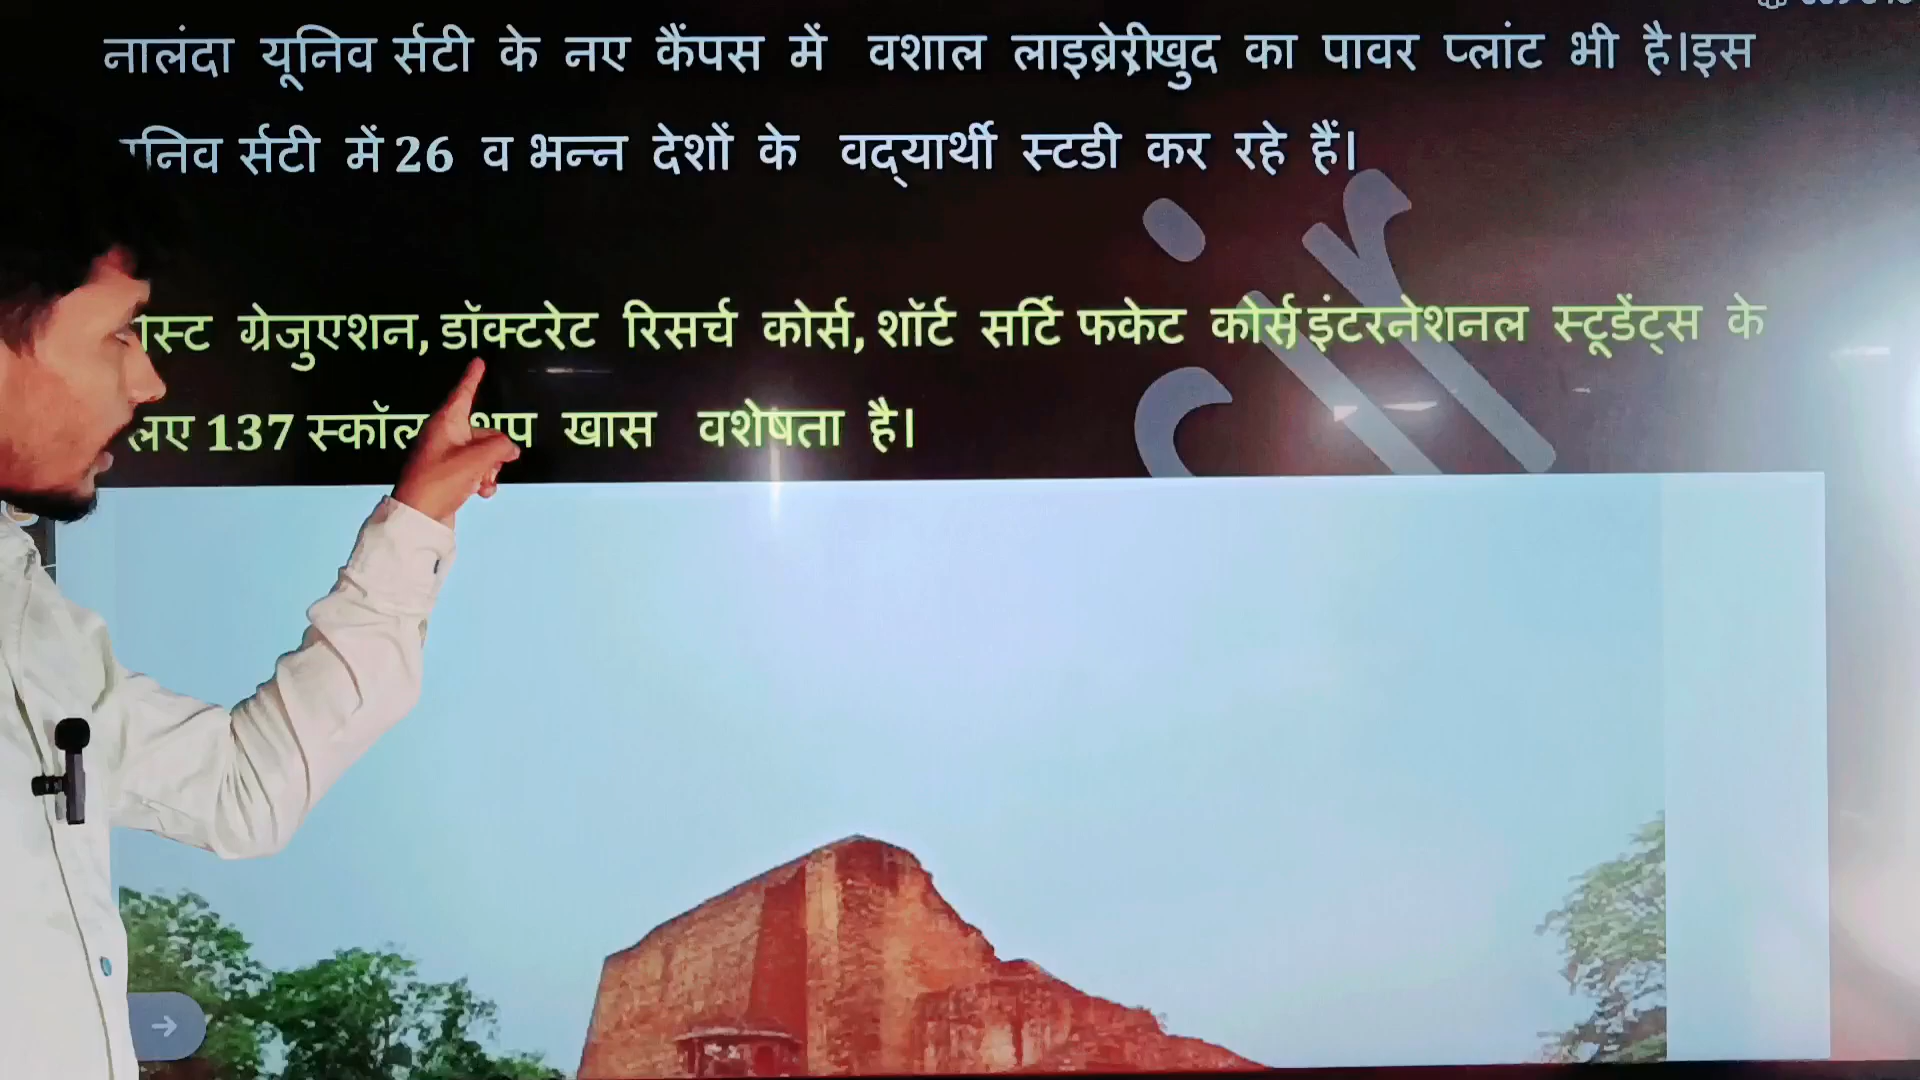 नालंदा यूनिव र्सटी के नए कैंपस में वशाल लाइब्रेरी,खुद का पावर प्लांट भी है।इस
निव र्सटी में 26 व भन्न देशों के वद्यार्थी स्टडी कर रहे हैं।
ग्रेजुएशन, डॉक्टरेट रिसर्च कोर्स, शॉर्ट सर्टि फकेट कोर्स,इंटरनेशनल स्टूडेंट्स के
137 खास वशेषता है।